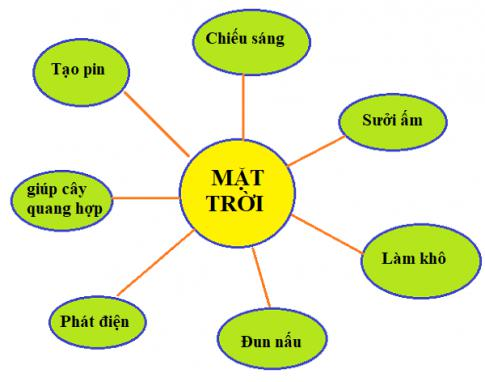 Chiếu sáng
Tạo pin
Sưởi ấm
MẶT
TRỜI
giúp cây
quang hợp
Làm khô
Phát điện
Đun nấu